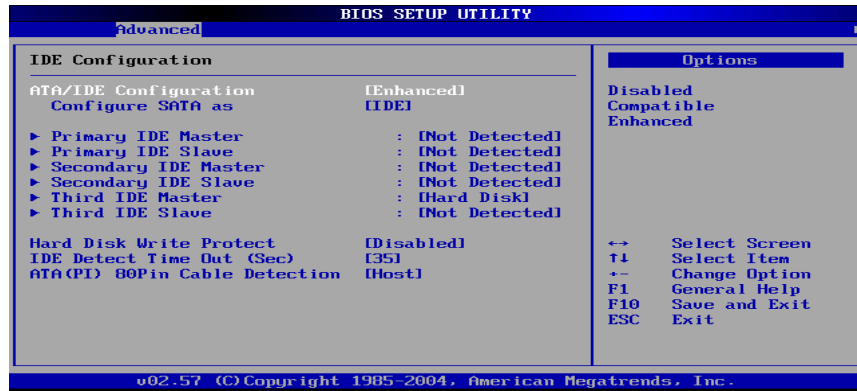 BIOS SETUP UTILITY
Advanced
IDE Configuration
ATA/IDE Configuration [Enhanced]
Configure SATA as [IDE]
► Primary IDE Master : [Not Detected]
► Primary IDE Slave : [Not Detected]
► Secondary IDE Master : [Not Detected]
► Secondary IDE Slave : [Not Detected]
► Third IDE Master : [Hard Disk]
► Third IDE Slave : [Not Detected]
Hard Disk Write Protect [Disabled]
IDE Detect Time Out (Sec) [35]
ATA(PI) 80Pin Cable Detection [Host]
Options
Disabled
Compatible
Enhanced
↔ Select Screen
↑↓ Select Item
+- Change Option
F1 General Help
F10 Save and Exit
ESC Exit
v02.57 (C)Copyright 1985-2004, American Megatrends, Inc.